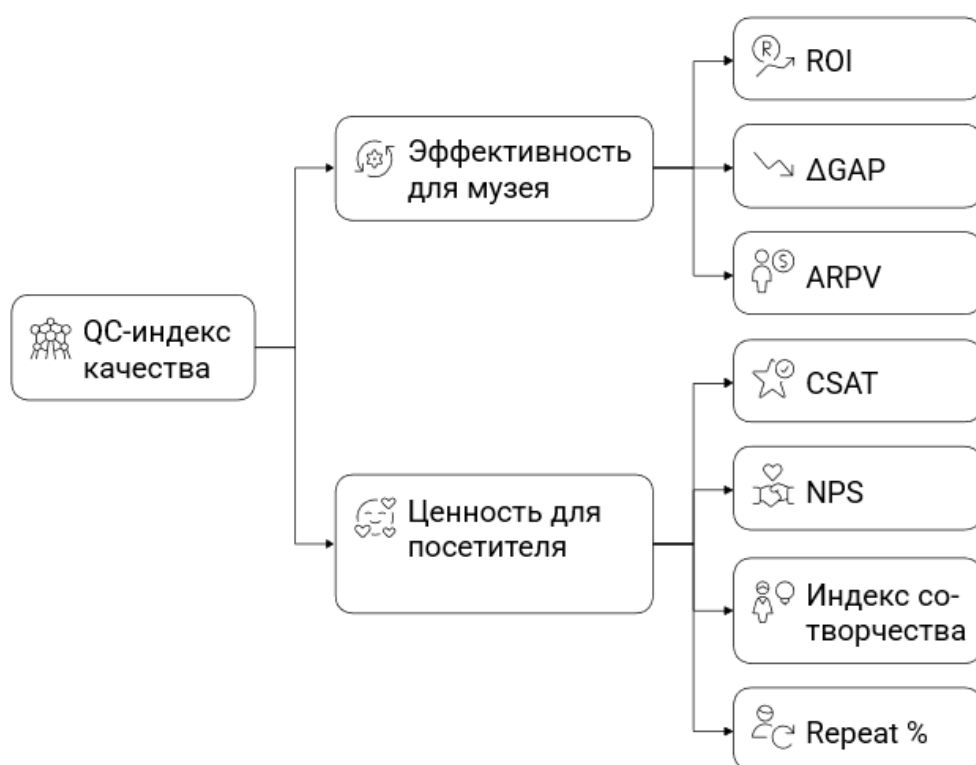 ROI
Эффективность
для музея
ΔGAP
ARPV
QC-индекс
качества
CSAT
NPS
Ценность для
посетителя
Индекс со-
творчества
Repeat %